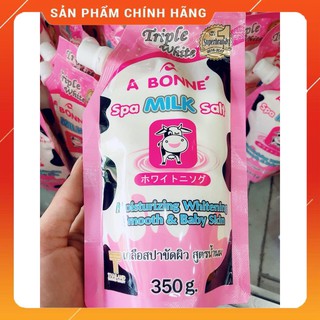 SẢN PHẨM CHÍNH HÃNG
Triple
White
A BONNE'
Spa MILK Salt
ホワイトニング
Moisturizing Whitening
Smooth & Baby Skin
เกลือสปาขัดผิว สูตรน้ำนม
350 g.